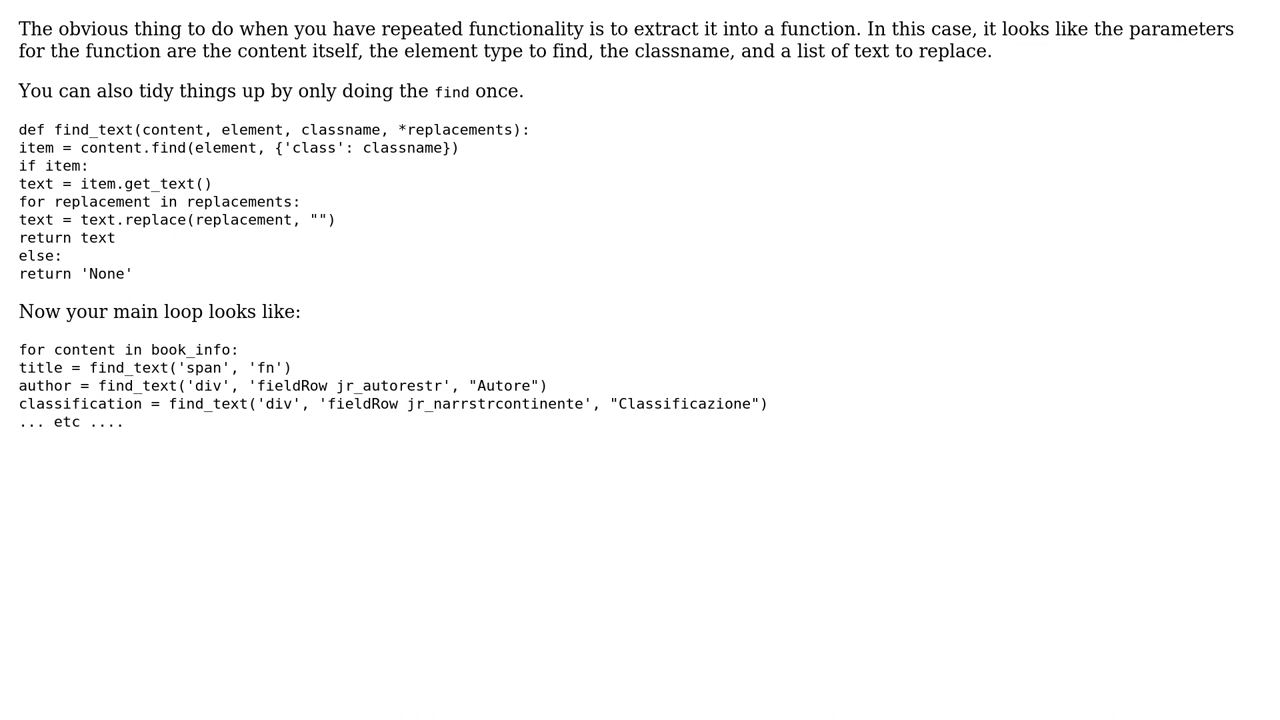 The obvious thing to do when you have repeated functionality is to extract it into a function. In this case, it looks like the parameters
for the function are the content itself, the element type to find, the classname, and a list of text to replace.
You can also tidy things up by only doing the find once.
def find_text(content, element, classname, *replacements):
item = content.find(element, {'class': classname})
if item:
text = item.get_text()
for replacement in replacements:
text = text.replace(replacement, "")
return text
else:
return 'None'
Now your main loop looks like:
for content in book_info:
title = find_text('span', 'fn')
author = find_text('div', 'fieldRow jr_autorestr', "Autore")
classification = find_text('div', 'fieldRow jr_narrstrcontinente', "Classificazione")
... etc ....